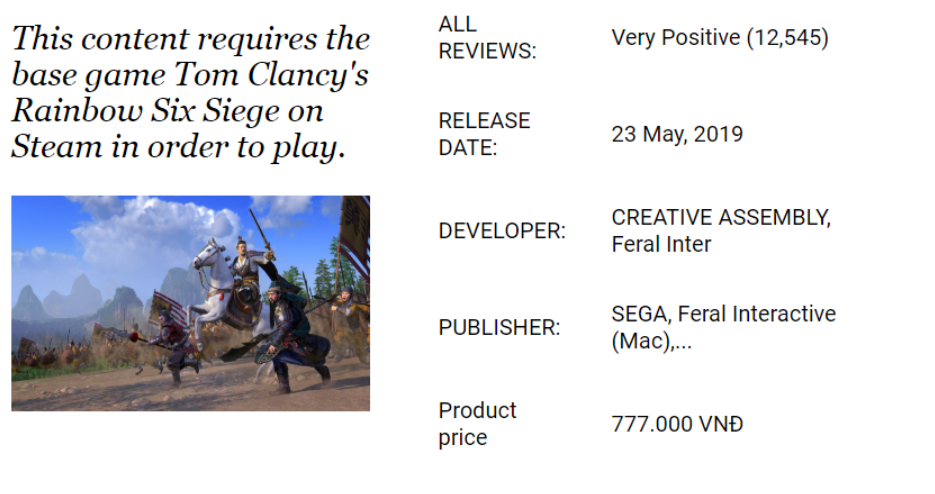 This content requires the
base game Tom Clancy's
Rainbow Six Siege on
Steam in order to play.
ALL
REVIEWS:
Very Positive (12,545)
RELEASE
DATE:
23 May, 2019
DEVELOPER:
CREATIVE ASSEMBLY,
Feral Inter
PUBLISHER:
SEGA, Feral Interactive
(Mac),...
Product
price
777.000 VNĐ